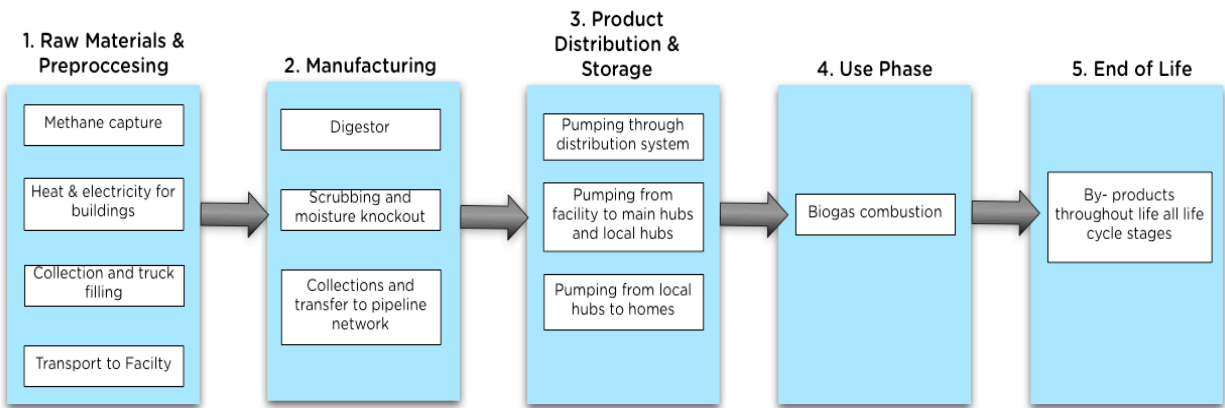 1. Raw Materials &
Preproccesing
Methane capture
Heat & electricity for
buildings
Collection and truck
filling
Transport to Facilty
2. Manufacturing
Digestor
Scrubbing and
moisture knockout
Collections and
transfer to pipeline
network
3. Product
Distribution &
Storage
Pumping through
distribution system
Pumping from
facility to main hubs
and local hubs
Pumping from local
hubs to homes
4. Use Phase
Biogas combustion
5. End of Life
By- products
throughout life all life
cycle stages